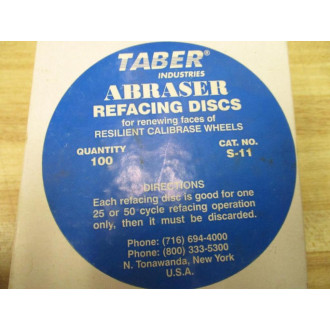 TABER®
INDUSTRIES
ABRASER
REFACING DISCS
for renewing faces of
RESILIENT CALIBRASE WHEELS
QUANTITY CAT. NO.
100 S-11
DIRECTIONS
Each refacing disc is good for one
25 or 50 cycle refacing operation
only, then it must be discarded.
Phone: (716) 694-4000
Phone: (800) 333-5300
N. Tonawanda, New York
U.S.A.